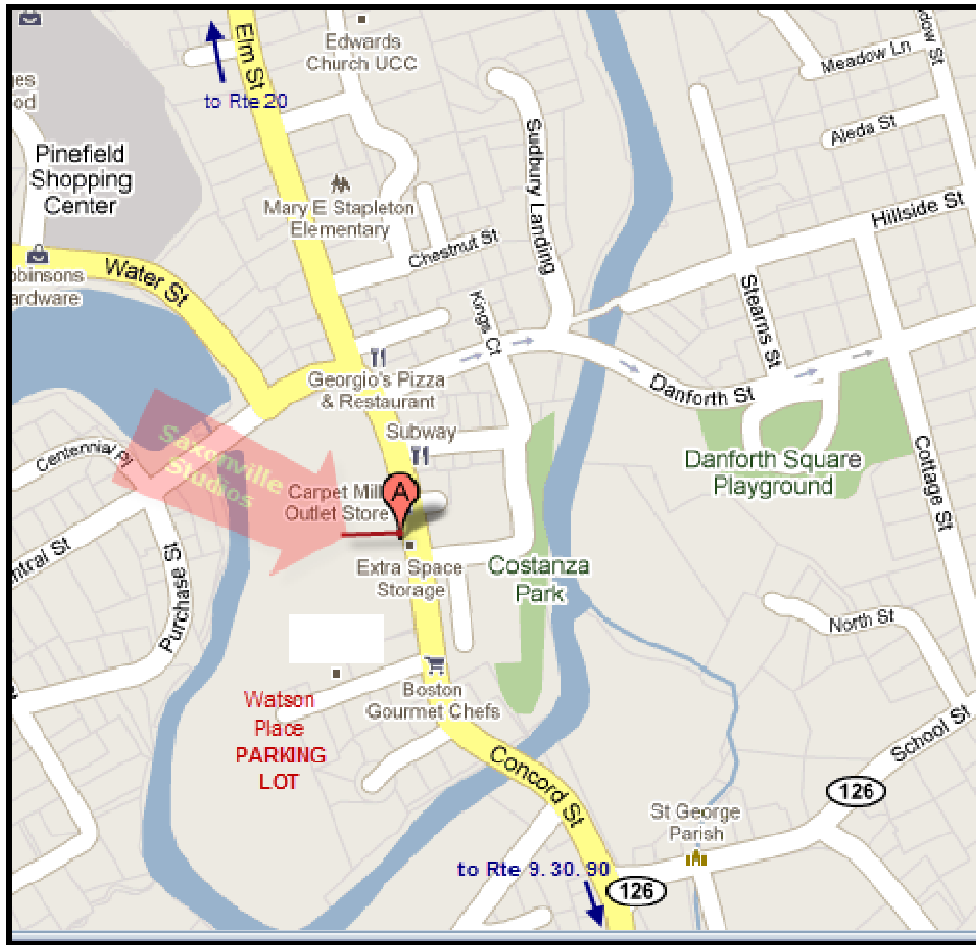 Elm St
Edwards
Church UCC
to Rte 20
Meadow Ln
Aleda St
Pinefield
Shopping
Center
Sudbury Landing
Mary E Stapleton
Elementary
Hillside St
Chestnut St
Water St
Stearns St
Kings Ct
Georgio's Pizza
& Restaurant
Danforth St
Subway
Saxonville
Studios
Danforth Square
Playground
Cottage St
Carpet Mill
Outlet Store
A
Extra Space
Storage
Costanza
Park
Purchase St
North St
Boston
Gourmet Chefs
Watson
Place
PARKING
LOT
School St
Concord St
126
St George
Parish
to Rte 9. 30. 90
126